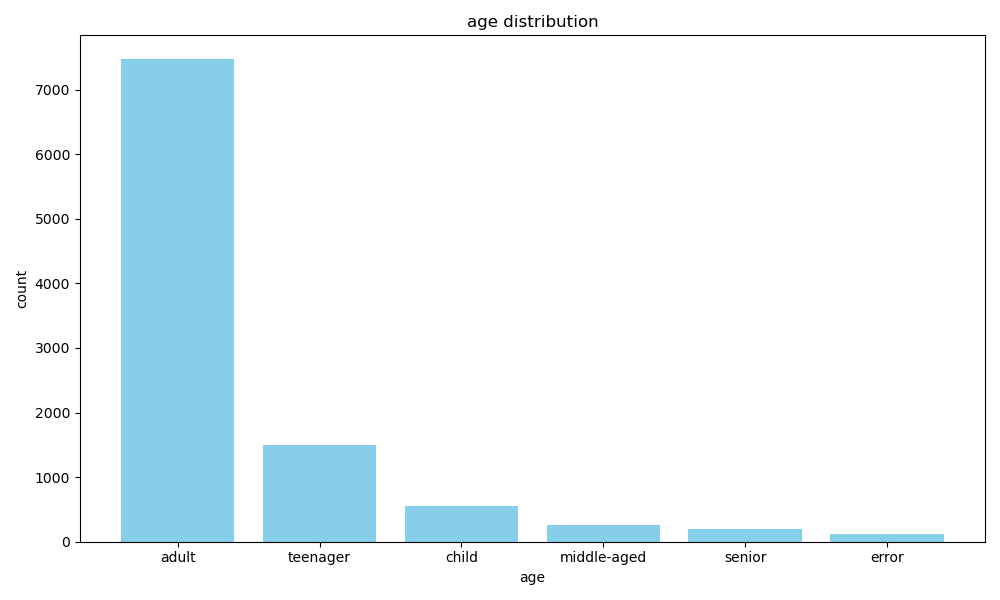 age distribution
7000
6000
5000
4000
3000
2000
1000
0
count
adult teenager child middle-aged senior error
age